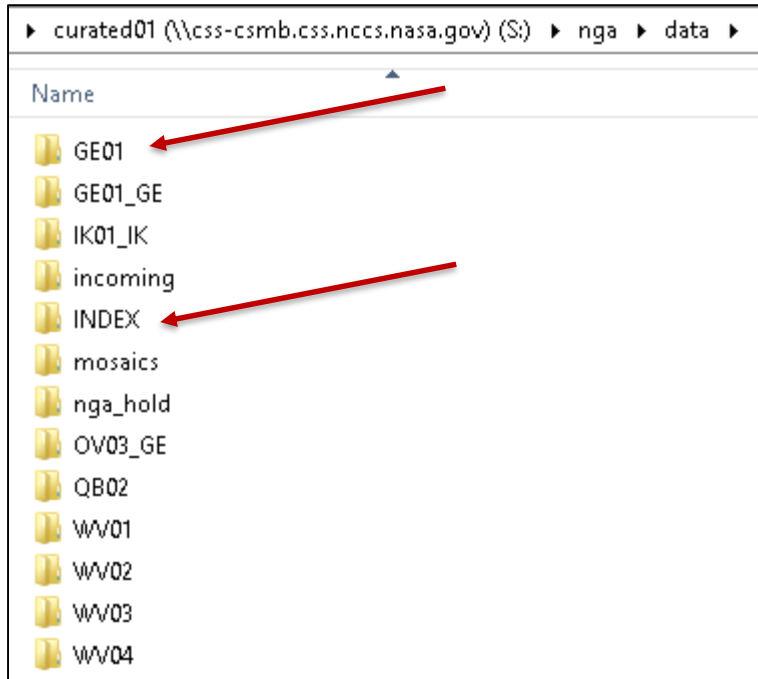 curated01 (\\css-csmb.css.nccs.nasa.gov) (S:) ▸ nga ▸ data ▸
Name
GE01
GE01_GE
IK01_IK
incoming
INDEX
mosaics
nga_hold
OV03_GE
QB02
WV01
WV02
WV03
WV04